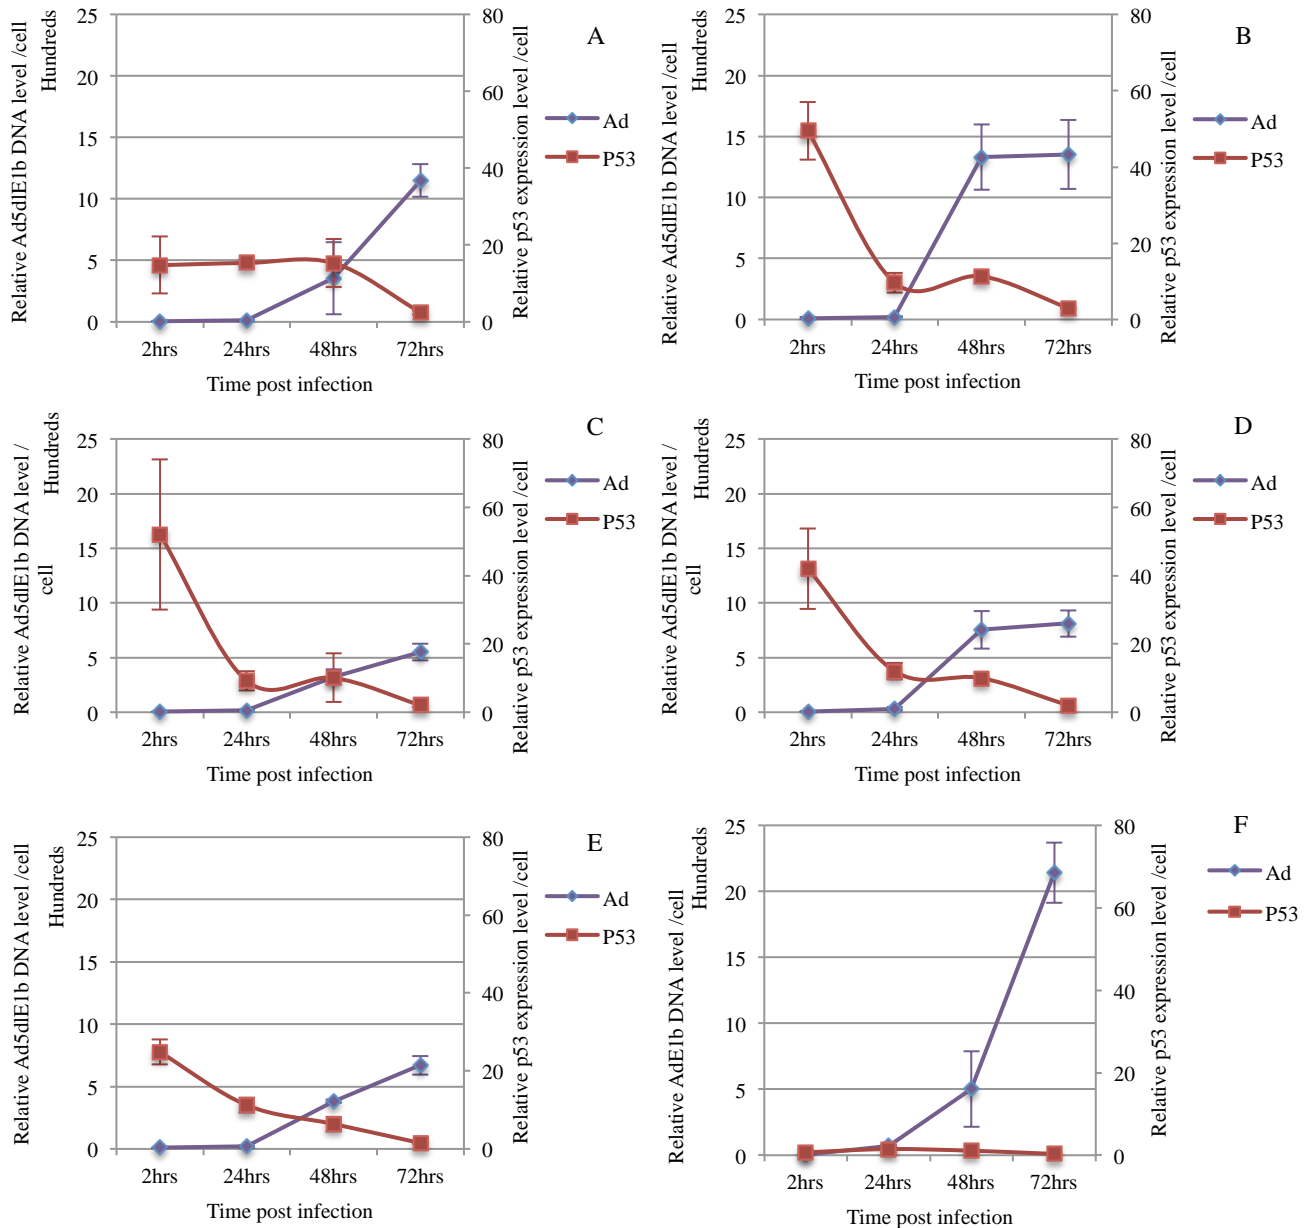 A
Relative Ad5dlE1b DNA level /cell
Hundreds
25
20
15
10
5
0
80
60
40
20
0
Relative p53 expression level /cell
Ad
P53
2hrs 24hrs 48hrs 72hrs
Time post infection
B
Relative Ad5dlE1b DNA level /cell
Hundreds
25
20
15
10
5
0
80
60
40
20
0
Relative p53 expression level /cell
Ad
P53
2hrs 24hrs 48hrs 72hrs
Time post infection
C
Relative Ad5dlE1b DNA level /
cell
Hundreds
25
20
15
10
5
0
80
60
40
20
0
Relative p53 expression level /cell
Ad
P53
2hrs 24hrs 48hrs 72hrs
Time post infection
D
Relative Ad5dlE1b DNA level /
cell
Hundreds
25
20
15
10
5
0
80
60
40
20
0
Relative p53 expression level /cell
Ad
P53
2hrs 24hrs 48hrs 72hrs
Time post infection
E
Relative Ad5dlE1b DNA level /cell
Hundreds
25
20
15
10
5
0
80
60
40
20
0
Relative p53 expression level /cell
Ad
P53
2hrs 24hrs 48hrs 72hrs
Time post infection
F
Relative AdE1b DNA level /cell
Hundreds
25
20
15
10
5
0
80
60
40
20
0
Relative p53 expression level /cell
Ad
P53
2hrs 24hrs 48hrs 72hrs
Time post infection